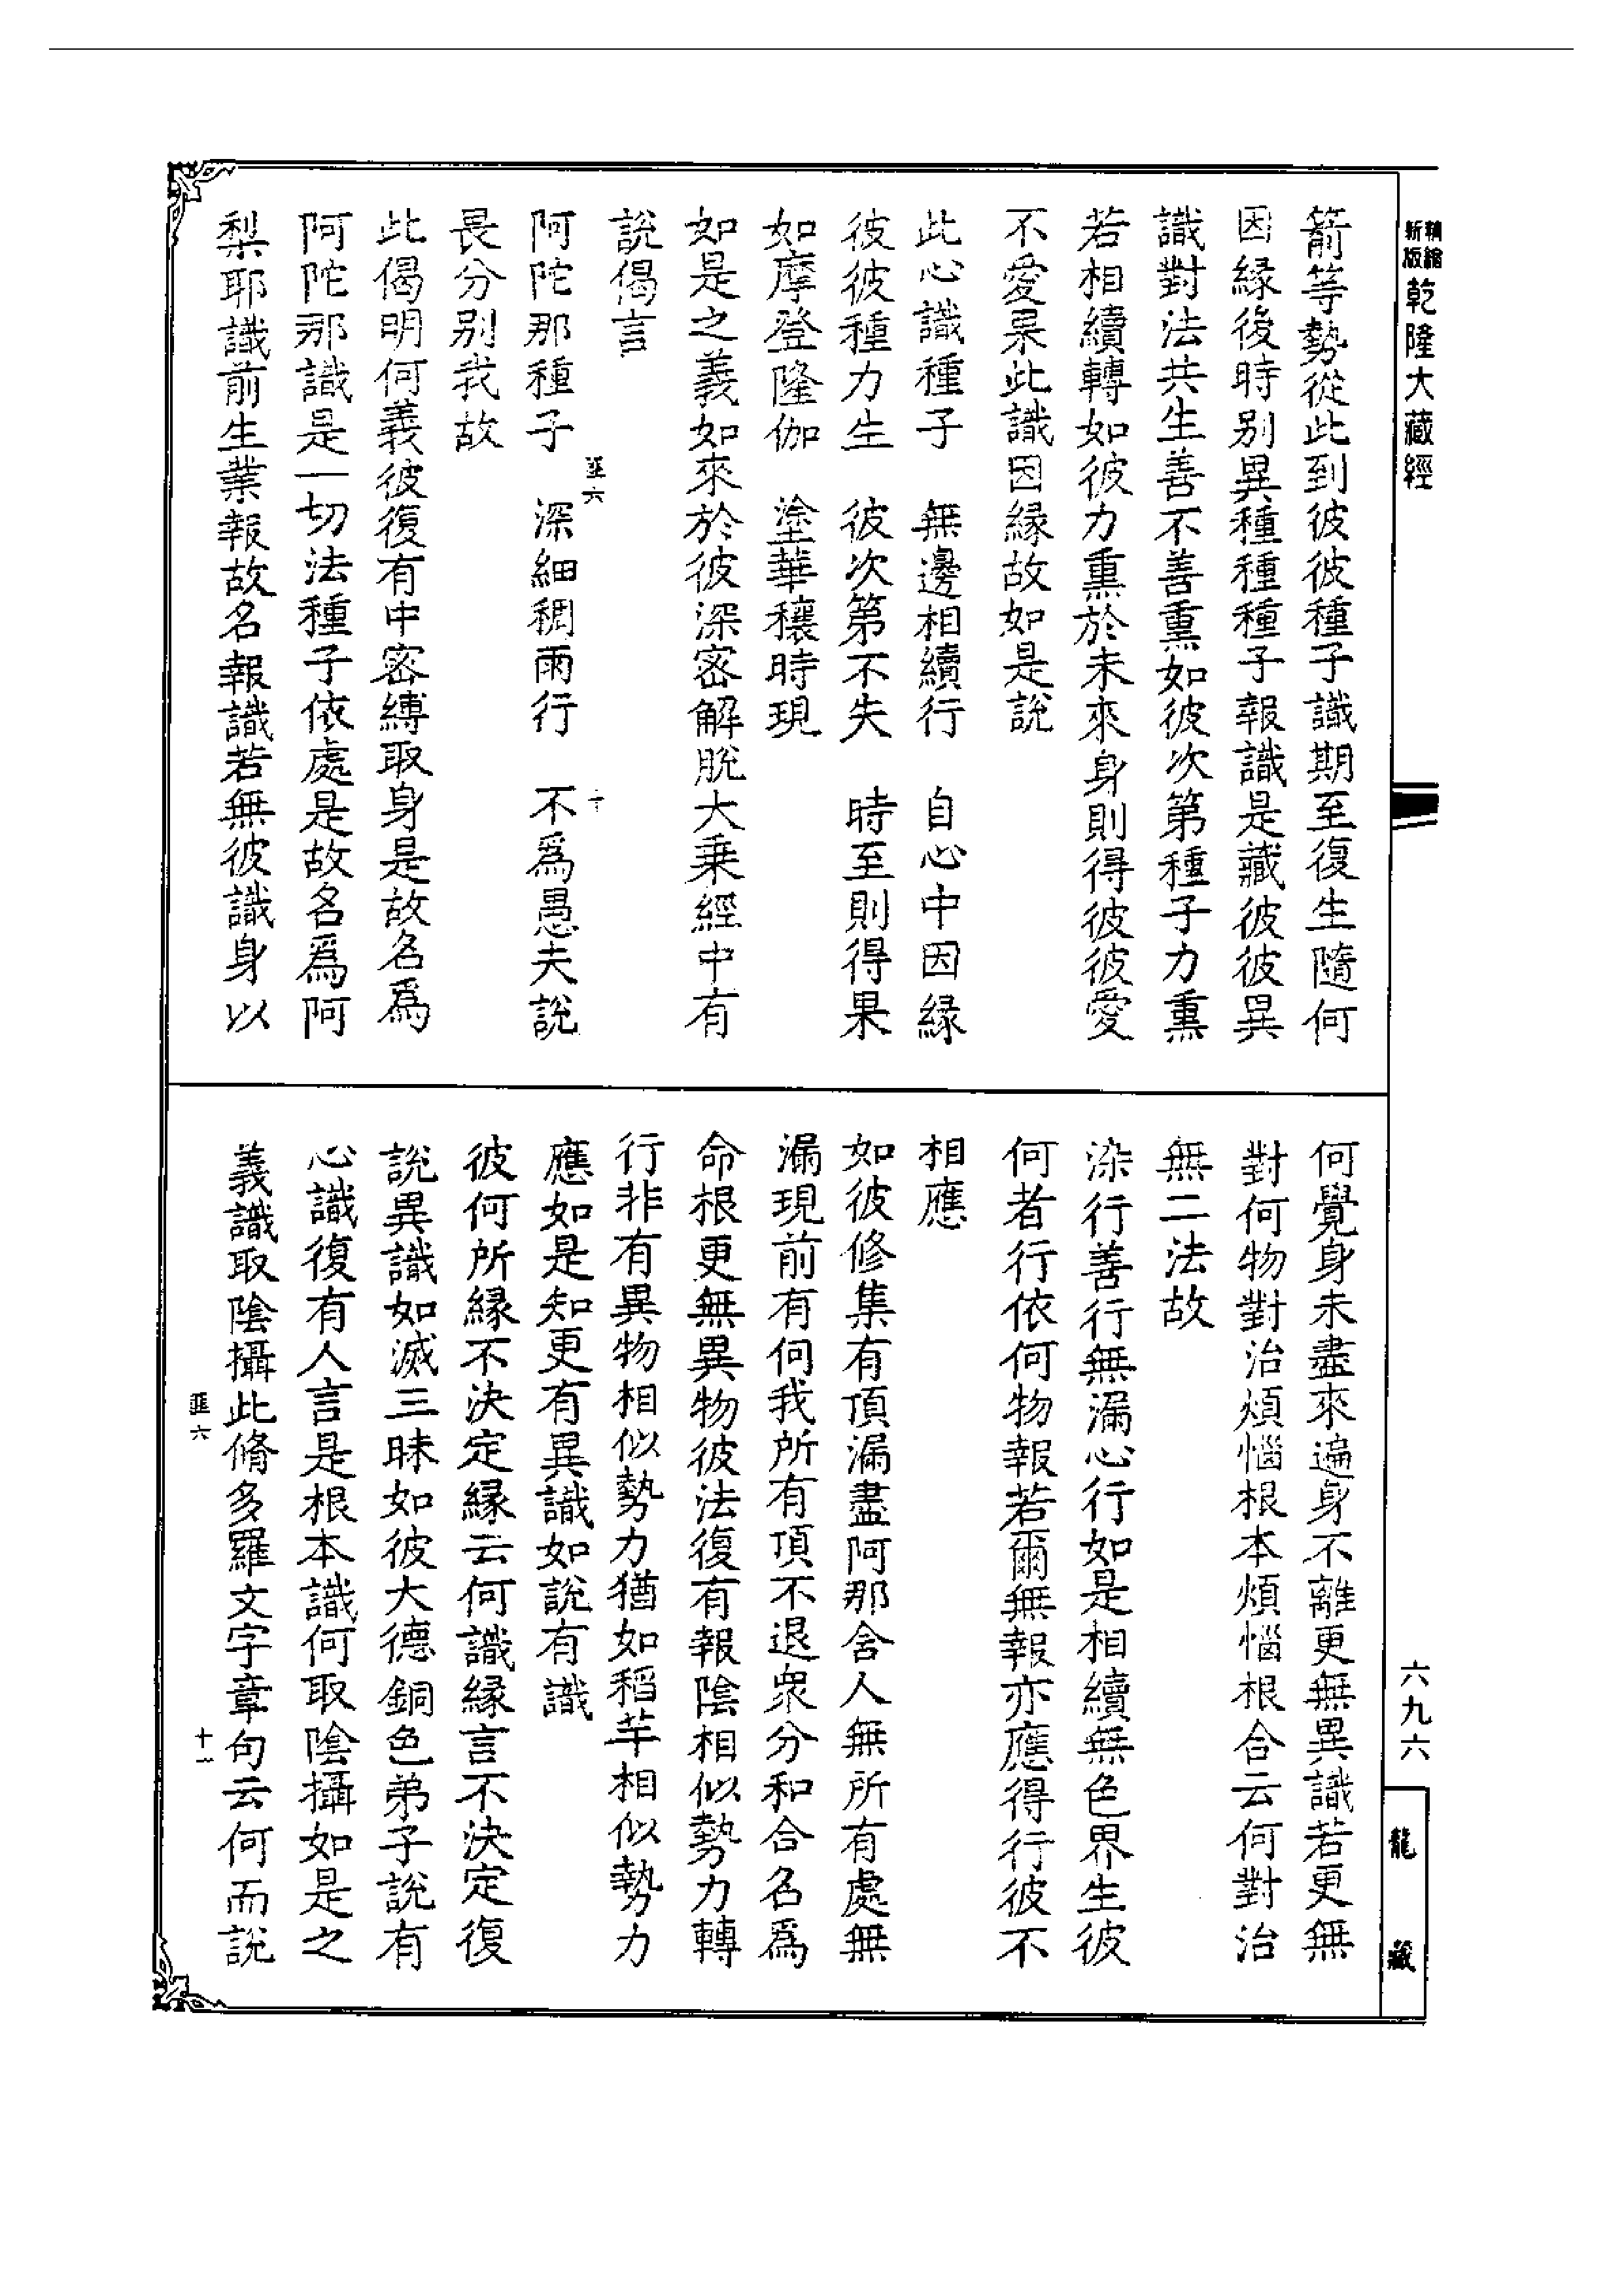 精縮新版乾隆大藏經
箭等勢從此到彼彼種子識期至復生隨何
因緣後時別異種種種子報識是藏彼彼異
識對法共生善不善熏如彼次第種子力熏
若相續轉如彼力熏於未來身則得彼彼愛
不愛果此識因緣故如是說
此心識種子　無邊相續行　自心中因緣
彼彼種力生　彼次第不失　時至則得果
如摩登隆伽　塗華穰時現
如是之義如來於彼深密解脫大乘經中有
說偈言
匪六
十
阿陀那種子　深細稠雨行　不為愚夫說
畏分別我故
此偈明何義彼復有中密縛取身是故名爲
阿陀那識是一切法種子依處是故名爲阿
梨耶識前生業報故名報識若無彼識身以
何覺身未盡來遍身不離更無異識若更無
對何物對治煩惱根本煩惱根合云何對治
無二法故
染行善行無漏心行如是相續無色界生彼
何者行依何物報若爾無報亦應得行彼不
相應
如彼修集有頂漏盡阿那含人無所有處無
漏現前有何我所有頂不退眾分和合名爲
命根更無異物彼法復有報陰相似勢力轉
行非有異物相似勢力猶如稻芉相似勢力
應如是知更有異識如說有識
彼何所緣不決定緣云何識緣言不決定復
說異識如滅三昧如彼大德銅色弟子說有
心識復有人言是根本識何取陰攝如是之
義識取陰攝此脩多羅文字章句云何而說
匪六
十一
六九六
龍藏